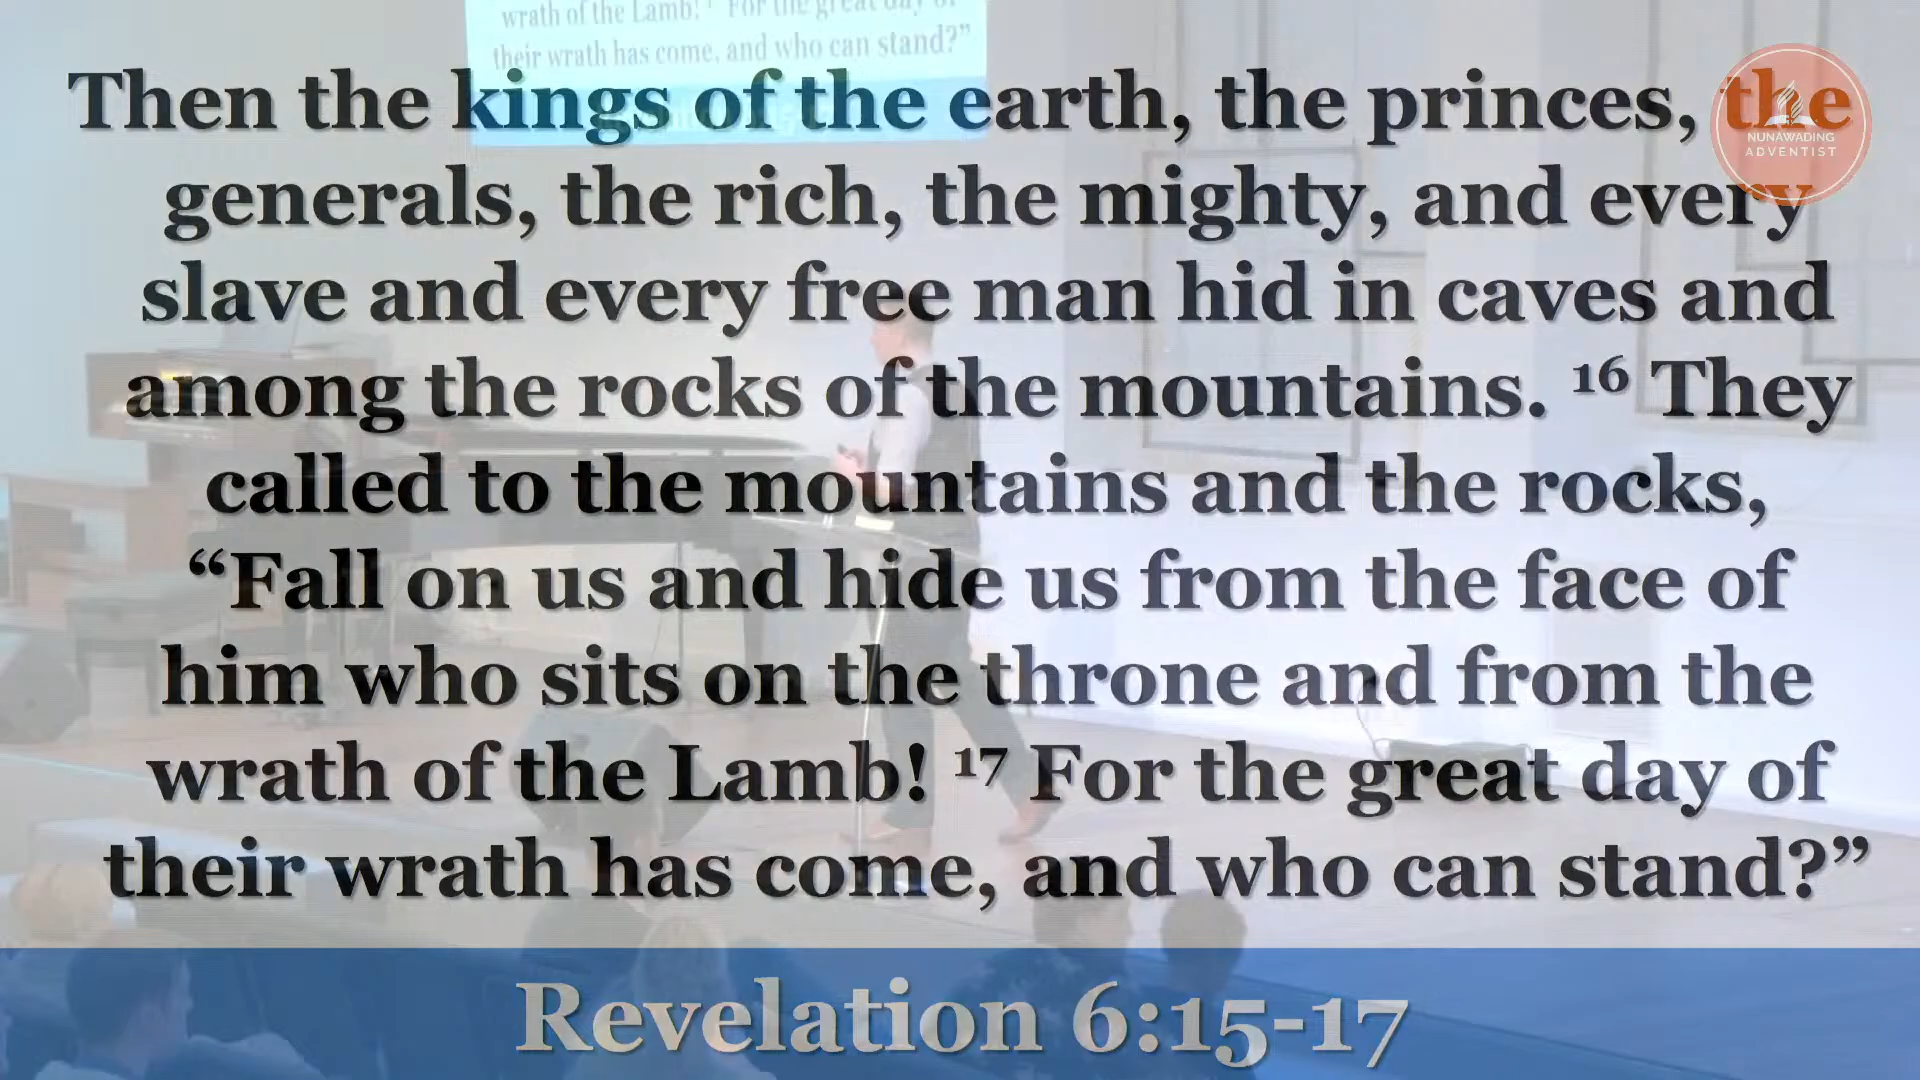 wrath of the Lamb! 17 For the great day of
their wrath has come, and who can stand?”
Then the kings of the earth, the princes, the
generals, the rich, the mighty, and every
slave and every free man hid in caves and
among the rocks of the mountains. 16 They
called to the mountains and the rocks,
“Fall on us and hide us from the face of
him who sits on the throne and from the
wrath of the Lamb! 17 For the great day of
their wrath has come, and who can stand?”
Revelation 6:15-17
NUNAWADING
ADVENTIST